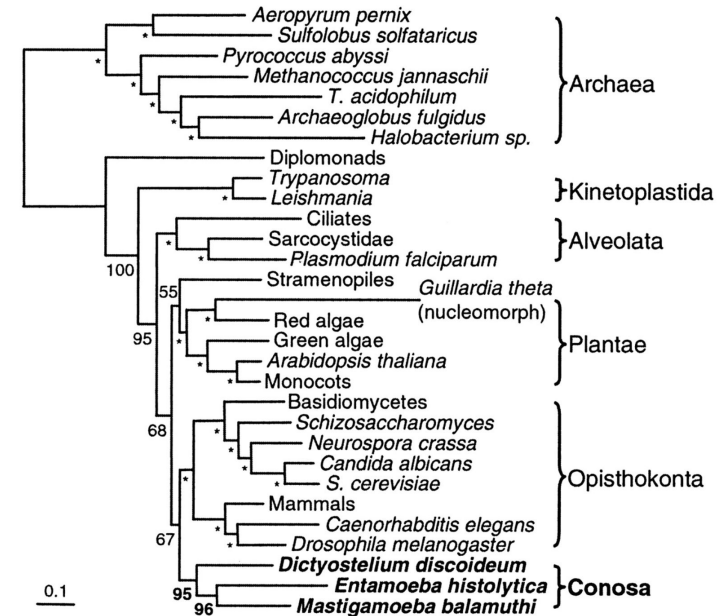 Aeropyrum pernix
Sulfolobus solfataricus
Pyrococcus abyssi
Methanococcus jannaschii
Archaea
T. acidophilum
Archaeoglobus fulgidus
Halobacterium sp.
Diplomonads
Trypanosoma
Kinetoplastida
Leishmania
Ciliates
Sarcocystidae
Alveolata
Plasmodium falciparum
100
Stramenopiles
55
Guillardia theta
(nucleomorph)
Red algae
95
Green algae
Plantae
Arabidopsis thaliana
Monocots
Basidiomycetes
68
Schizosaccharomyces
Neurospora crassa
Candida albicans
Opisthokonta
S. cerevisiae
Mammals
Caenorhabditis elegans
67
Drosophila melanogaster
Dictyostelium discoideum
Entamoeba histolytica
Conosa
95
Mastigamoeba balamuthi
96
0.1